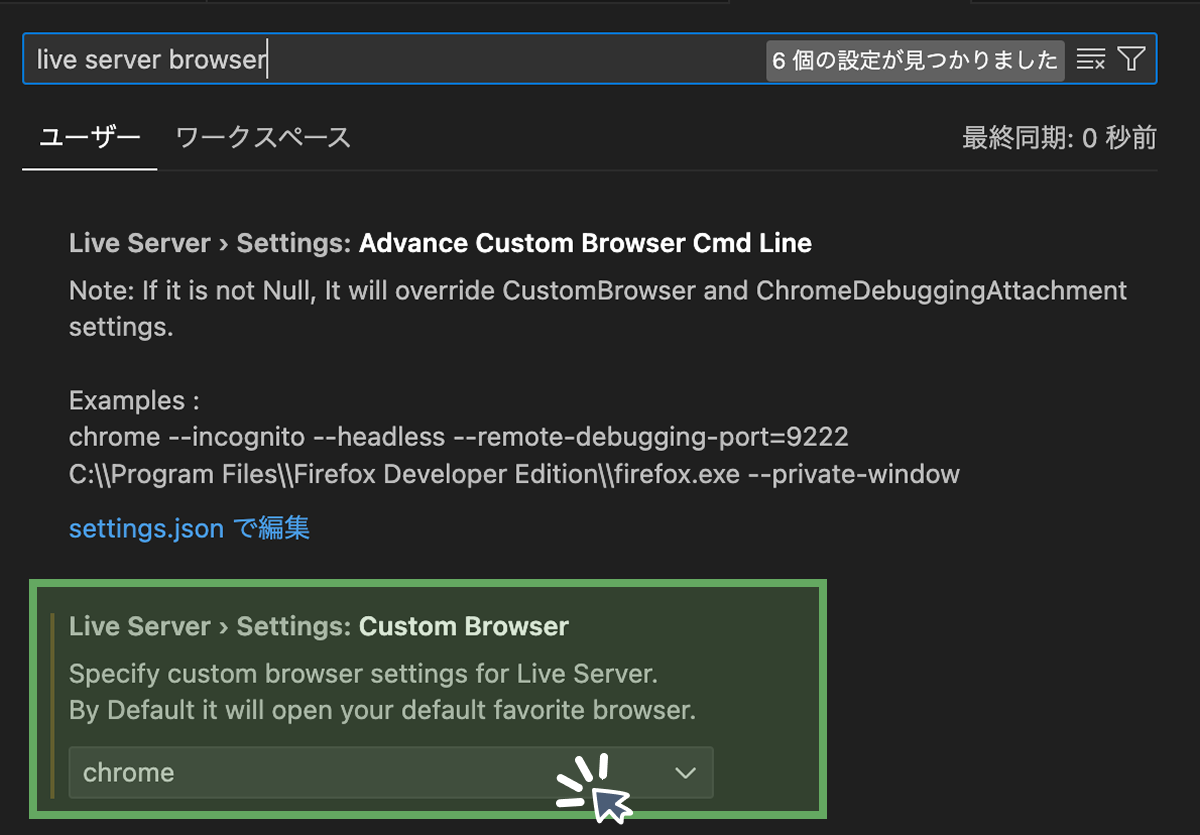 live server browser
6 個の設定が見つかりました
ユーザー ワークスペース
最終同期: 0 秒前
Live Server › Settings: Advance Custom Browser Cmd Line
Note: If it is not Null, It will override CustomBrowser and ChromeDebuggingAttachment
settings.
Examples :
chrome --incognito --headless --remote-debugging-port=9222
C:\\Program Files\\Firefox Developer Edition\\firefox.exe --private-window
settings.json で編集
Live Server › Settings: Custom Browser
Specify custom browser settings for Live Server.
By Default it will open your default favorite browser.
chrome